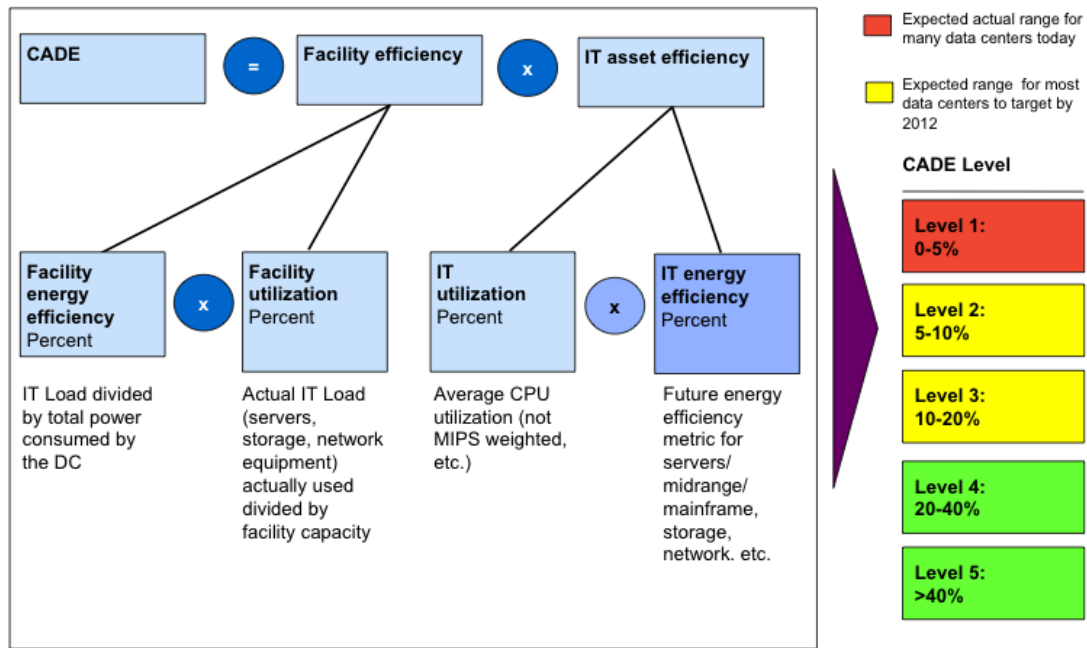 CADE
=
Facility efficiency
x
IT asset efficiency
Facility
energy
efficiency
Percent
x
Facility
utilization
Percent
IT
utilization
Percent
x
IT energy
efficiency
Percent
IT Load divided
by total power
consumed by
the DC
Actual IT Load
(servers,
storage, network
equipment)
actually used
divided by
facility capacity
Average CPU
utilization (not
MIPS weighted,
etc.)
Future energy
efficiency
metric for
servers/
midrange/
mainframe,
storage,
network. etc.
Expected actual range for
many data centers today
Expected range for most
data centers to target by
2012
CADE Level
Level 1:
0-5%
Level 2:
5-10%
Level 3:
10-20%
Level 4:
20-40%
Level 5:
>40%